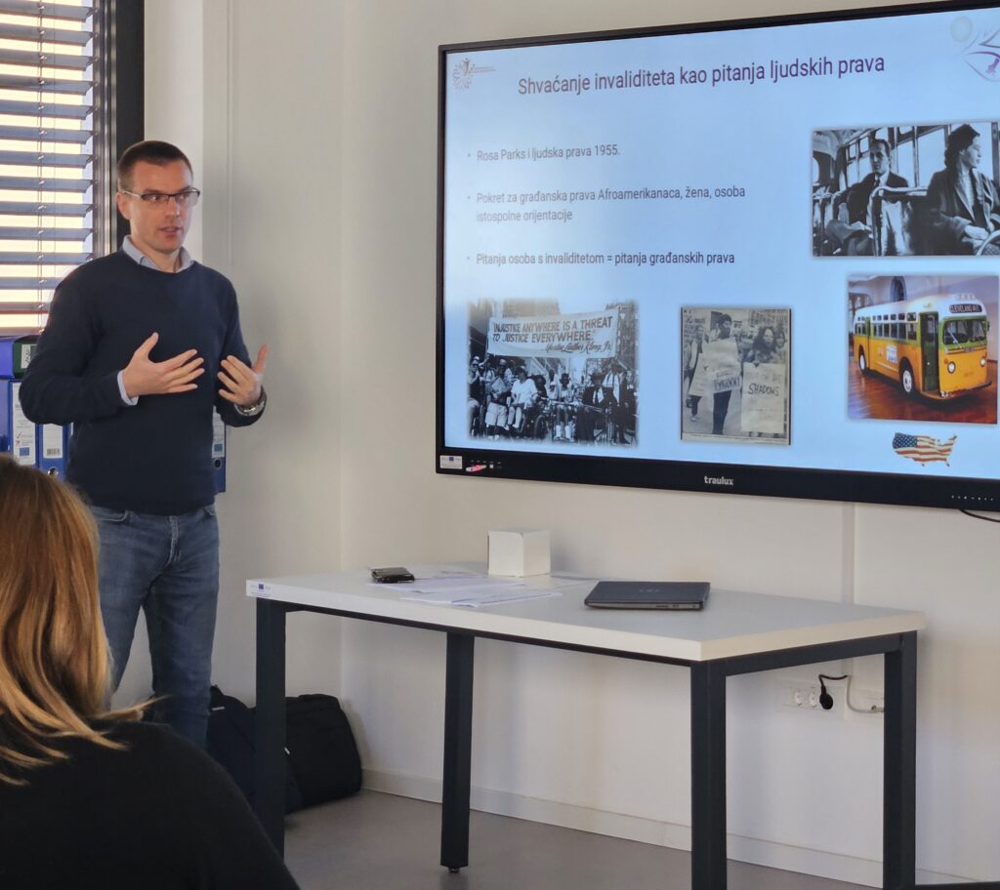 Shvaćanje invaliditeta kao pitanja ljudskih prava
• Rosa Parks i ljudska prava 1955.
• Pokret za građanska prava Afroamerikanaca, žena, osoba
istospolne orijentacije
• Pitanja osoba s invaliditetom = pitanja građanskih prava
"INJUSTICE ANYWHERE IS A THREAT
TO JUSTICE EVERYWHERE."
Martin Luther King, Jr.
SHADOWS
CLEVELAND AVE
traulux